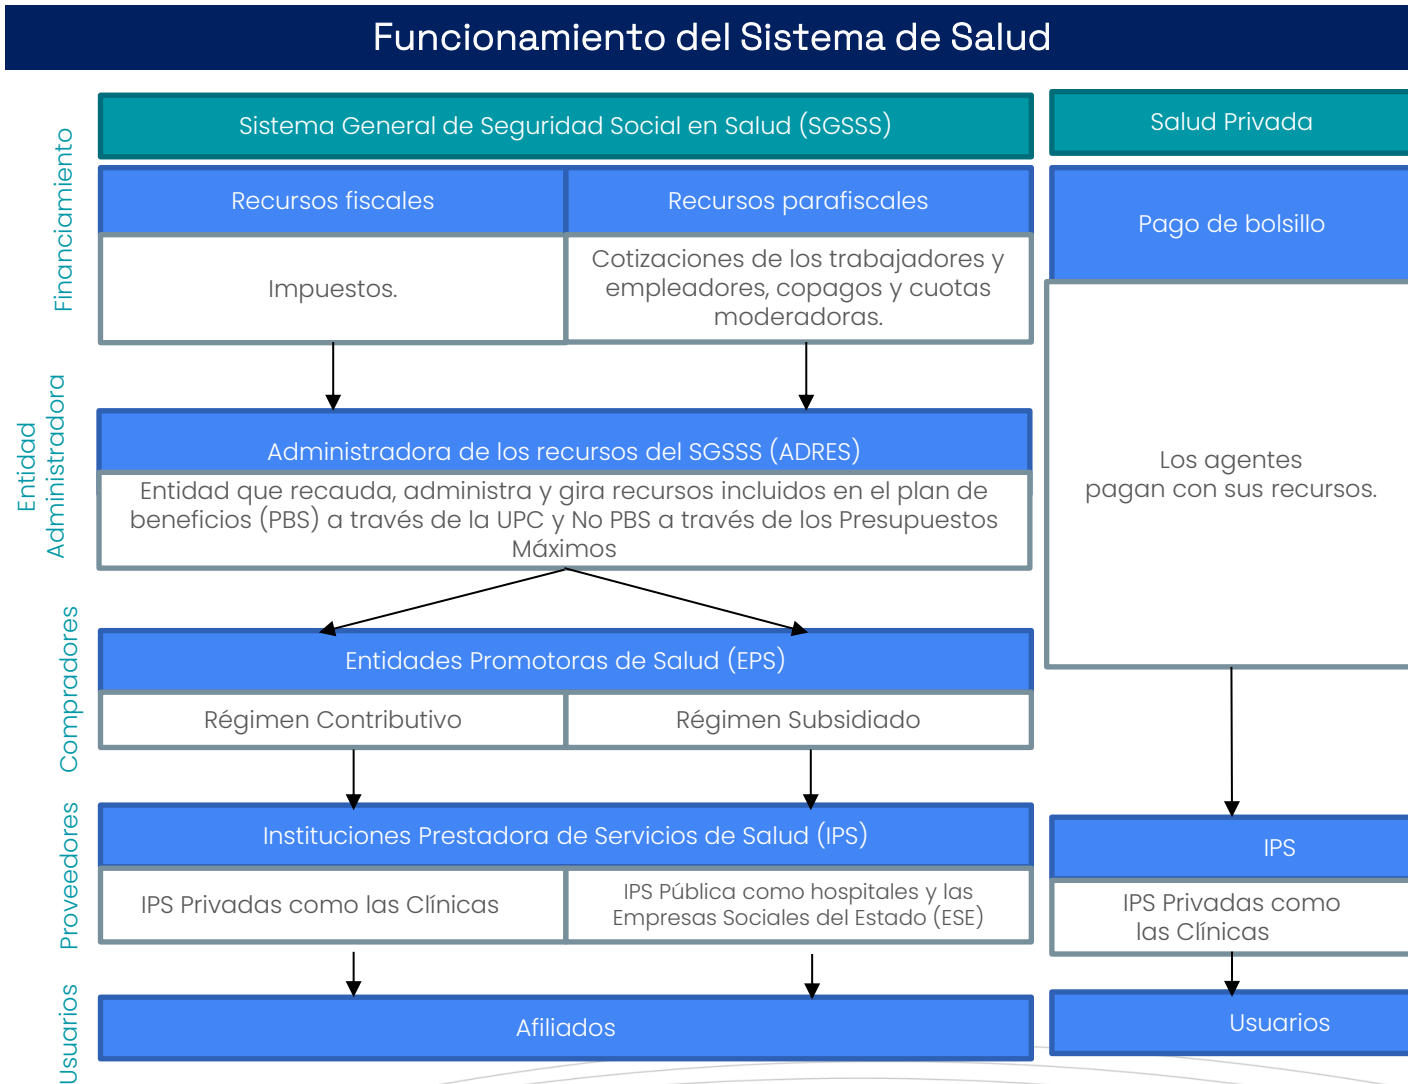 Funcionamiento del Sistema de Salud
Financiamiento
Sistema General de Seguridad Social en Salud (SGSSS)
Salud Privada
Recursos fiscales
Recursos parafiscales
Pago de bolsillo
Impuestos.
Cotizaciones de los trabajadores y
empleadores, copagos y cuotas
moderadoras.
Entidad
Administradora
Administradora de los recursos del SGSSS (ADRES)
Entidad que recauda, administra y gira recursos incluidos en el plan de
beneficios (PBS) a través de la UPC y No PBS a través de los Presupuestos
Máximos
Los agentes
pagan con sus recursos.
Compradores
Entidades Promotoras de Salud (EPS)
Régimen Contributivo
Régimen Subsidiado
Proveedores
Instituciones Prestadora de Servicios de Salud (IPS)
IPS
IPS Privadas como las Clínicas
IPS Pública como hospitales y las
Empresas Sociales del Estado (ESE)
IPS Privadas como
las Clínicas
Usuarios
Afiliados
Usuarios